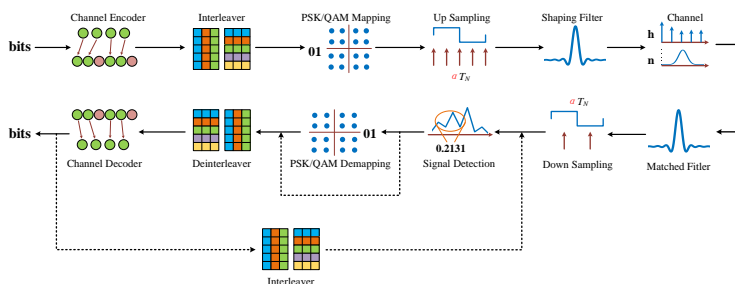 Channel Encoder
Interleaver
PSK/QAM Mapping
Up Sampling
Shaping Filter
Channel
bits
01
α T_N
h
n
α T_N
bits
01
0.2131
Channel Decoder
Deinterleaver
PSK/QAM Demapping
Signal Detection
Down Sampling
Matched Fitler
Interleaver